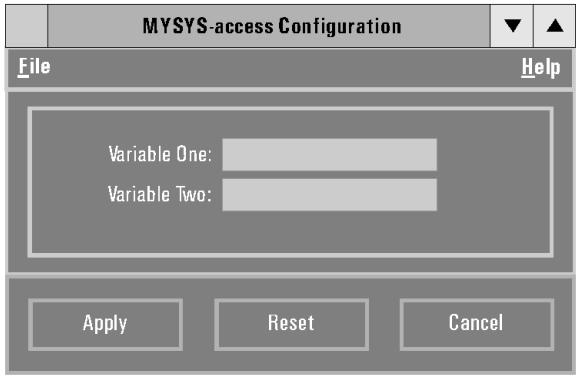 MYSYS-access Configuration
File Help
Variable One:
Variable Two:
Apply Reset Cancel